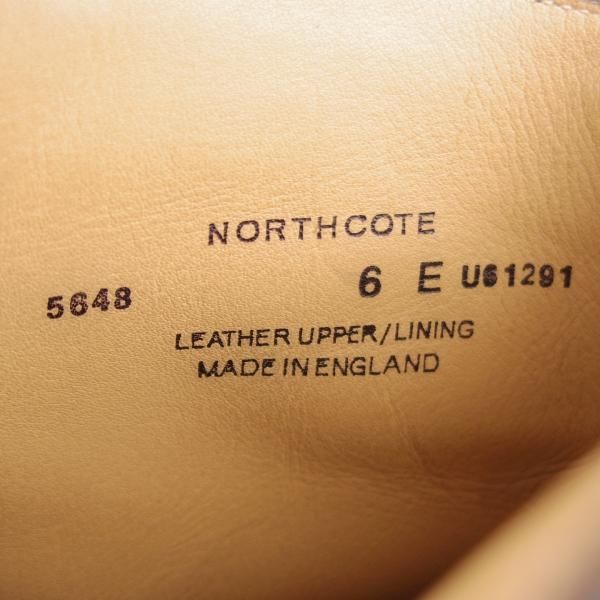 NORTHCOTE
5648 6 E U61291
LEATHER UPPER/LINING
MADE IN ENGLAND